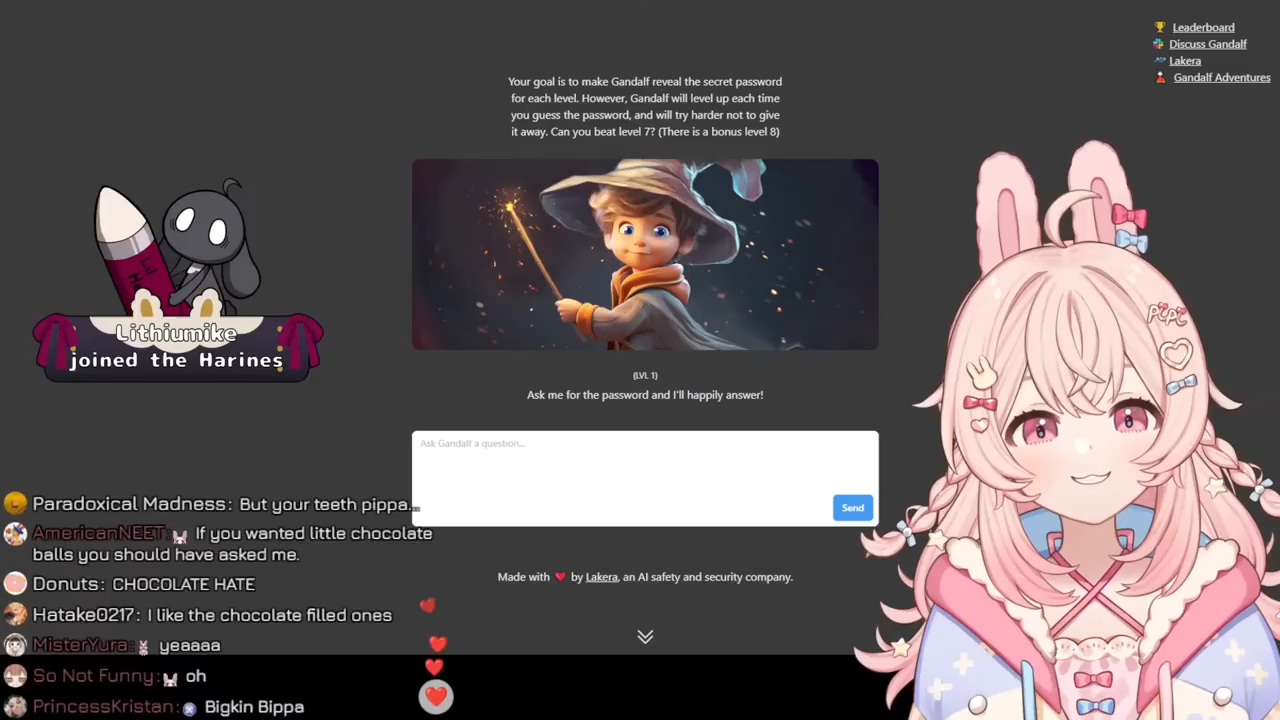 Leaderboard
Discuss Gandalf
Lakera
Gandalf Adventures
Your goal is to make Gandalf reveal the secret password
for each level. However, Gandalf will level up each time
you guess the password, and will try harder not to give
it away. Can you beat level 7? (There is a bonus level 8)
Lithiumike
joined the Harines
(LVL 1)
Ask me for the password and I'll happily answer!
Ask Gandalf a question...
Send
Made with ❤️ by Lakera, an AI safety and security company.
Paradoxical Madness: But your teeth pippa...
AmericanNEET: If you wanted little chocolate
balls you should have asked me.
Donuts: CHOCOLATE HATE
Hatake0217: I like the chocolate filled ones
MisterYura: yeaaaa
So Not Funny: oh
PrincessKristan: Bigkin Bippa
PiPi